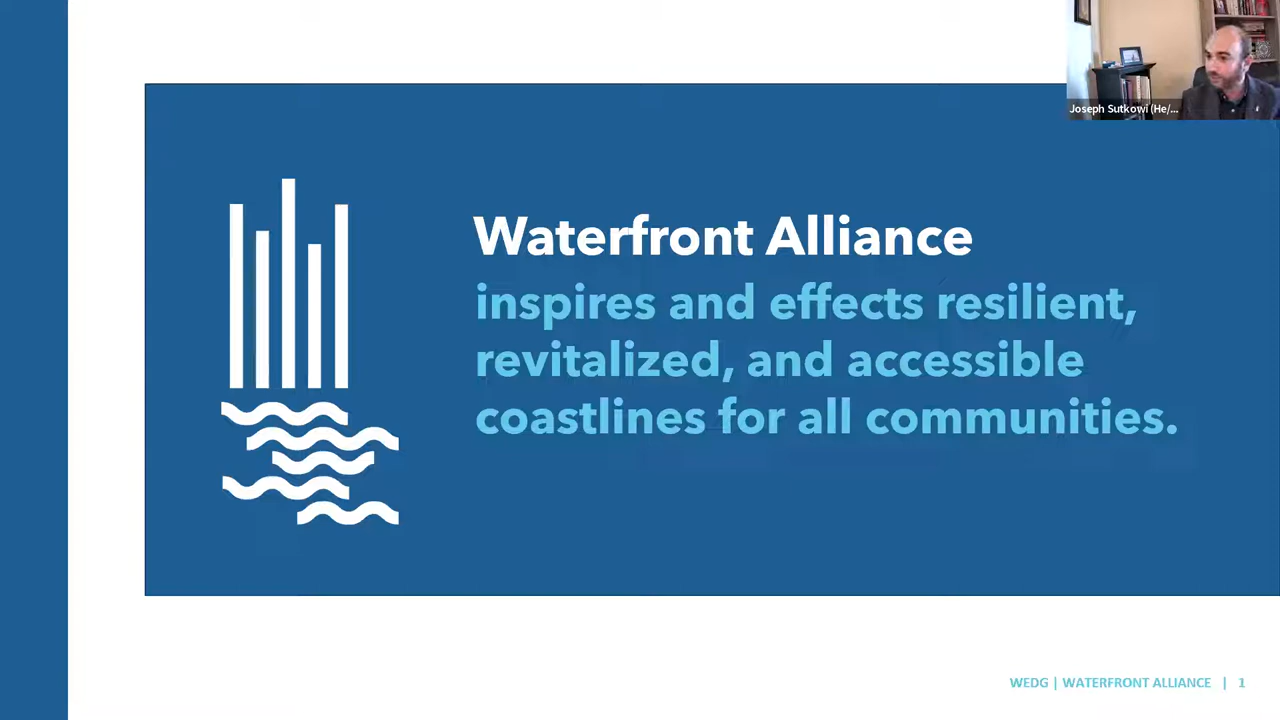 Joseph Sutkowi (He/...
Waterfront Alliance
inspires and effects resilient,
revitalized, and accessible
coastlines for all communities.
WEDG | WATERFRONT ALLIANCE | 1